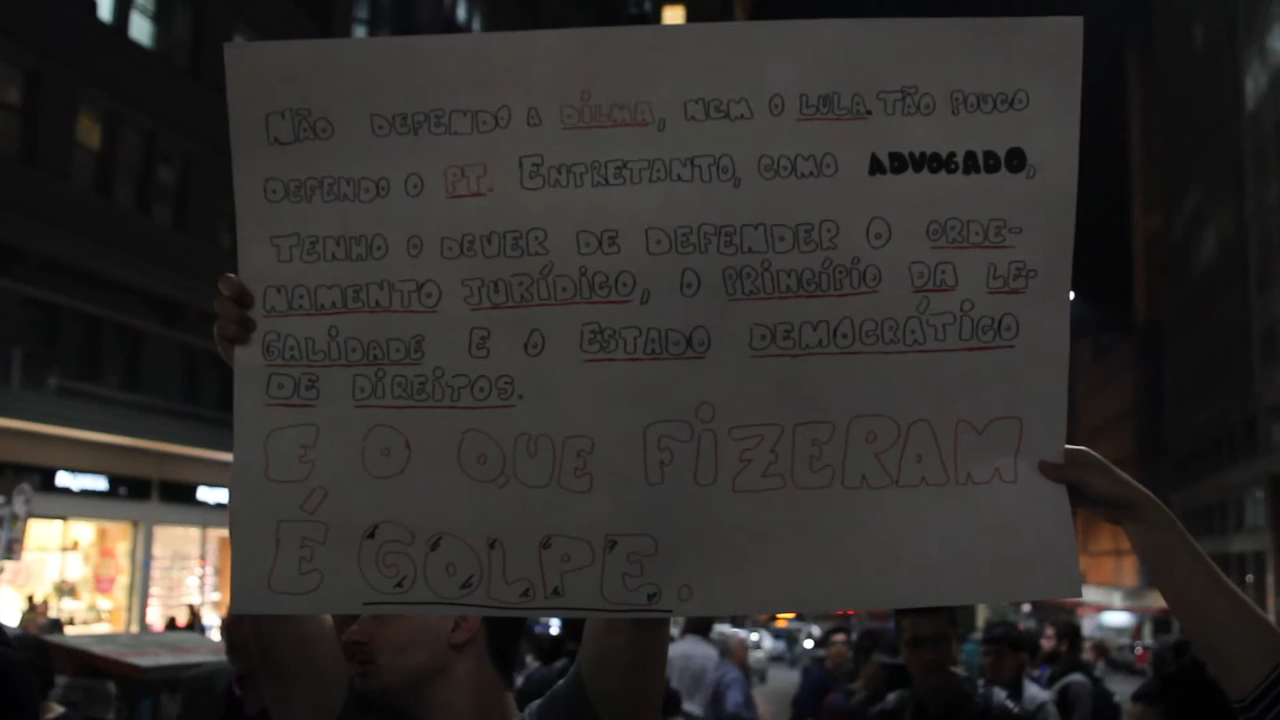 NÃO DEFENDO A DILMA, NEM O LULA. TÃO POUCO
DEFENDO O PT. ENTRETANTO, COMO ADVOGADO,
TENHO O DEVER DE DEFENDER O ORDE-
NAMENTO JURÍDICO, O PRINCÍPIO DA LE-
GALIDADE E O ESTADO DEMOCRÁTICO
DE DIREITOS.
E O QUE FIZERAM
É GOLPE.